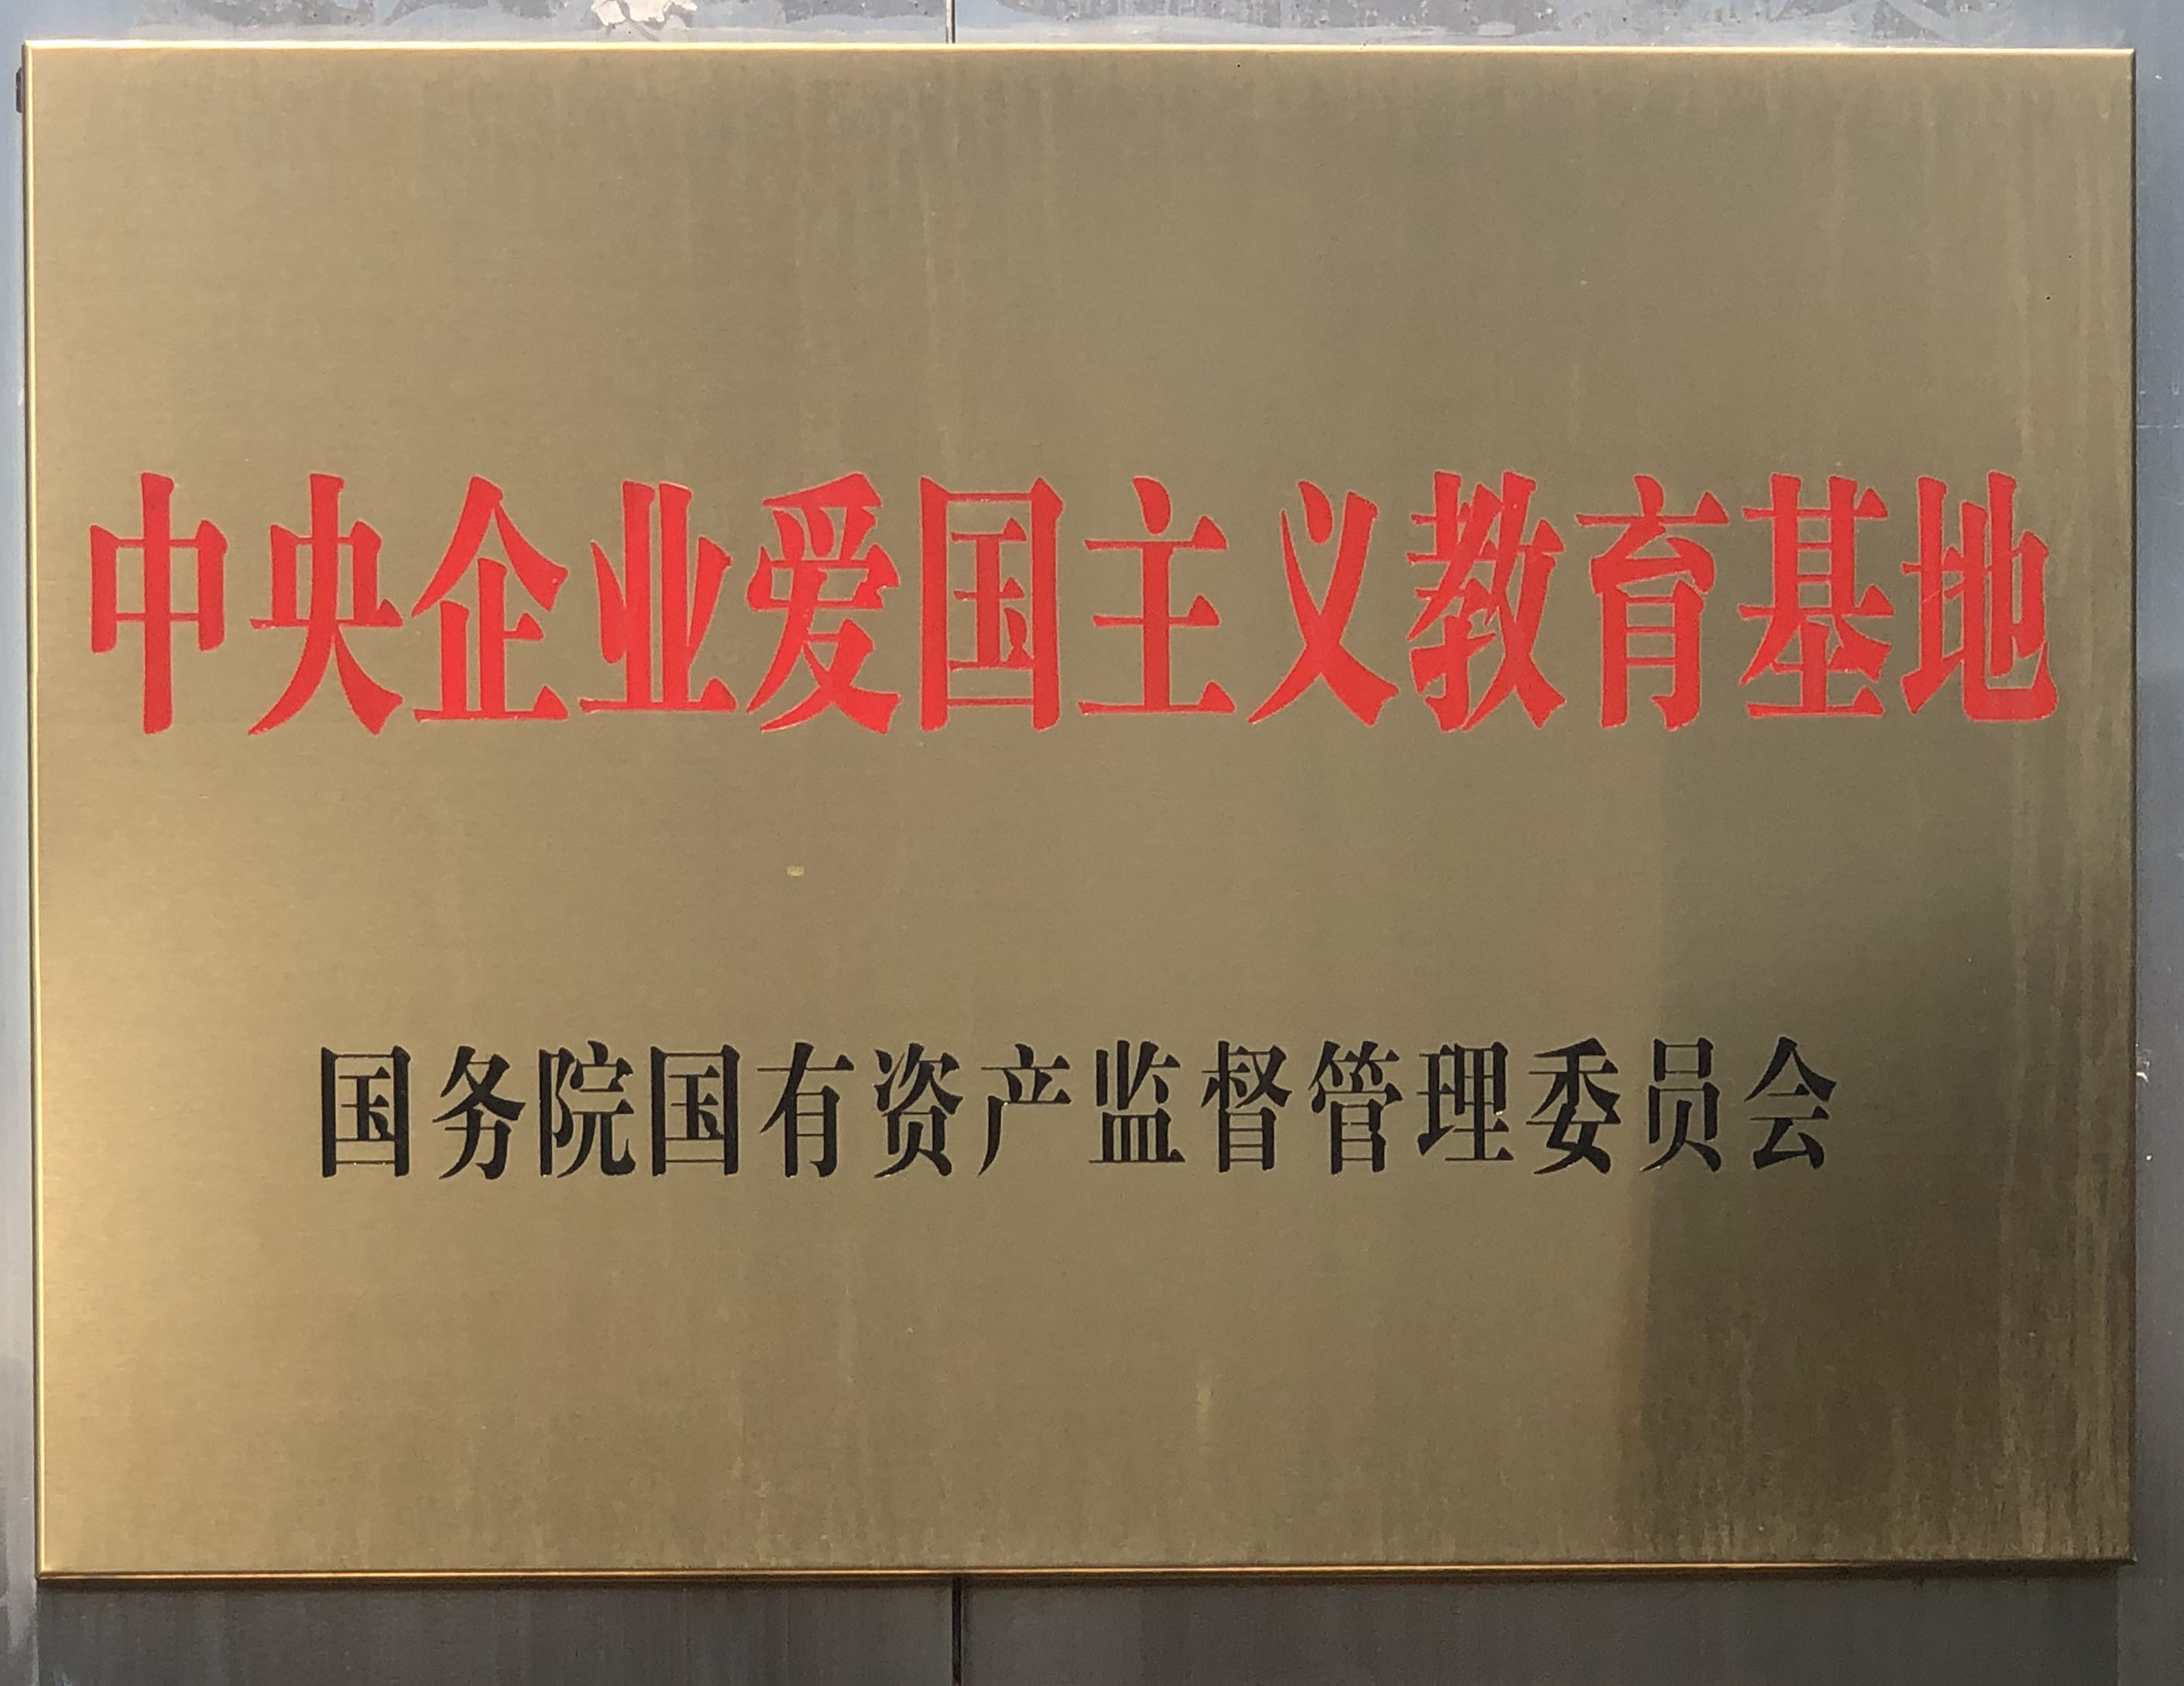 中央企业爱国主义教育基地
国务院国有资产监督管理委员会